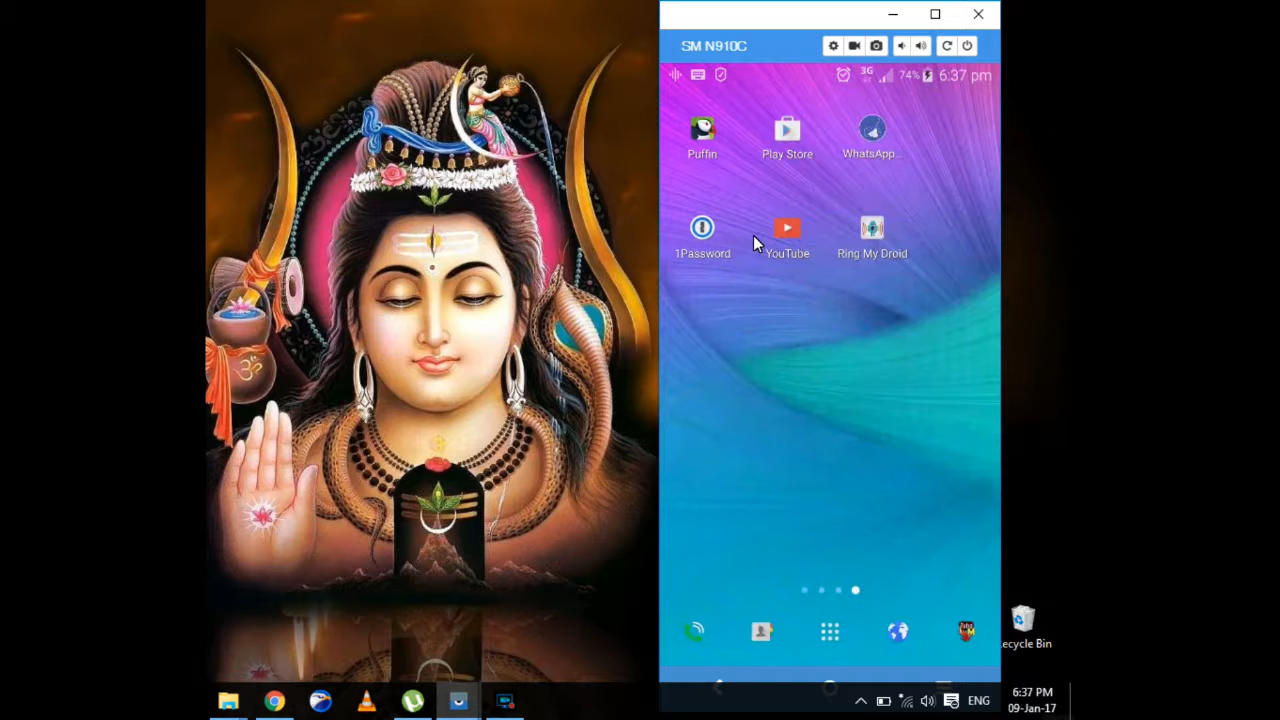 SM N910C
3G
74%
6:37 pm
Puffin
Play Store
WhatsApp...
1Password
YouTube
Ring My Droid
ॐ
ecycle Bin
ENG
6:37 PM
09-Jan-17